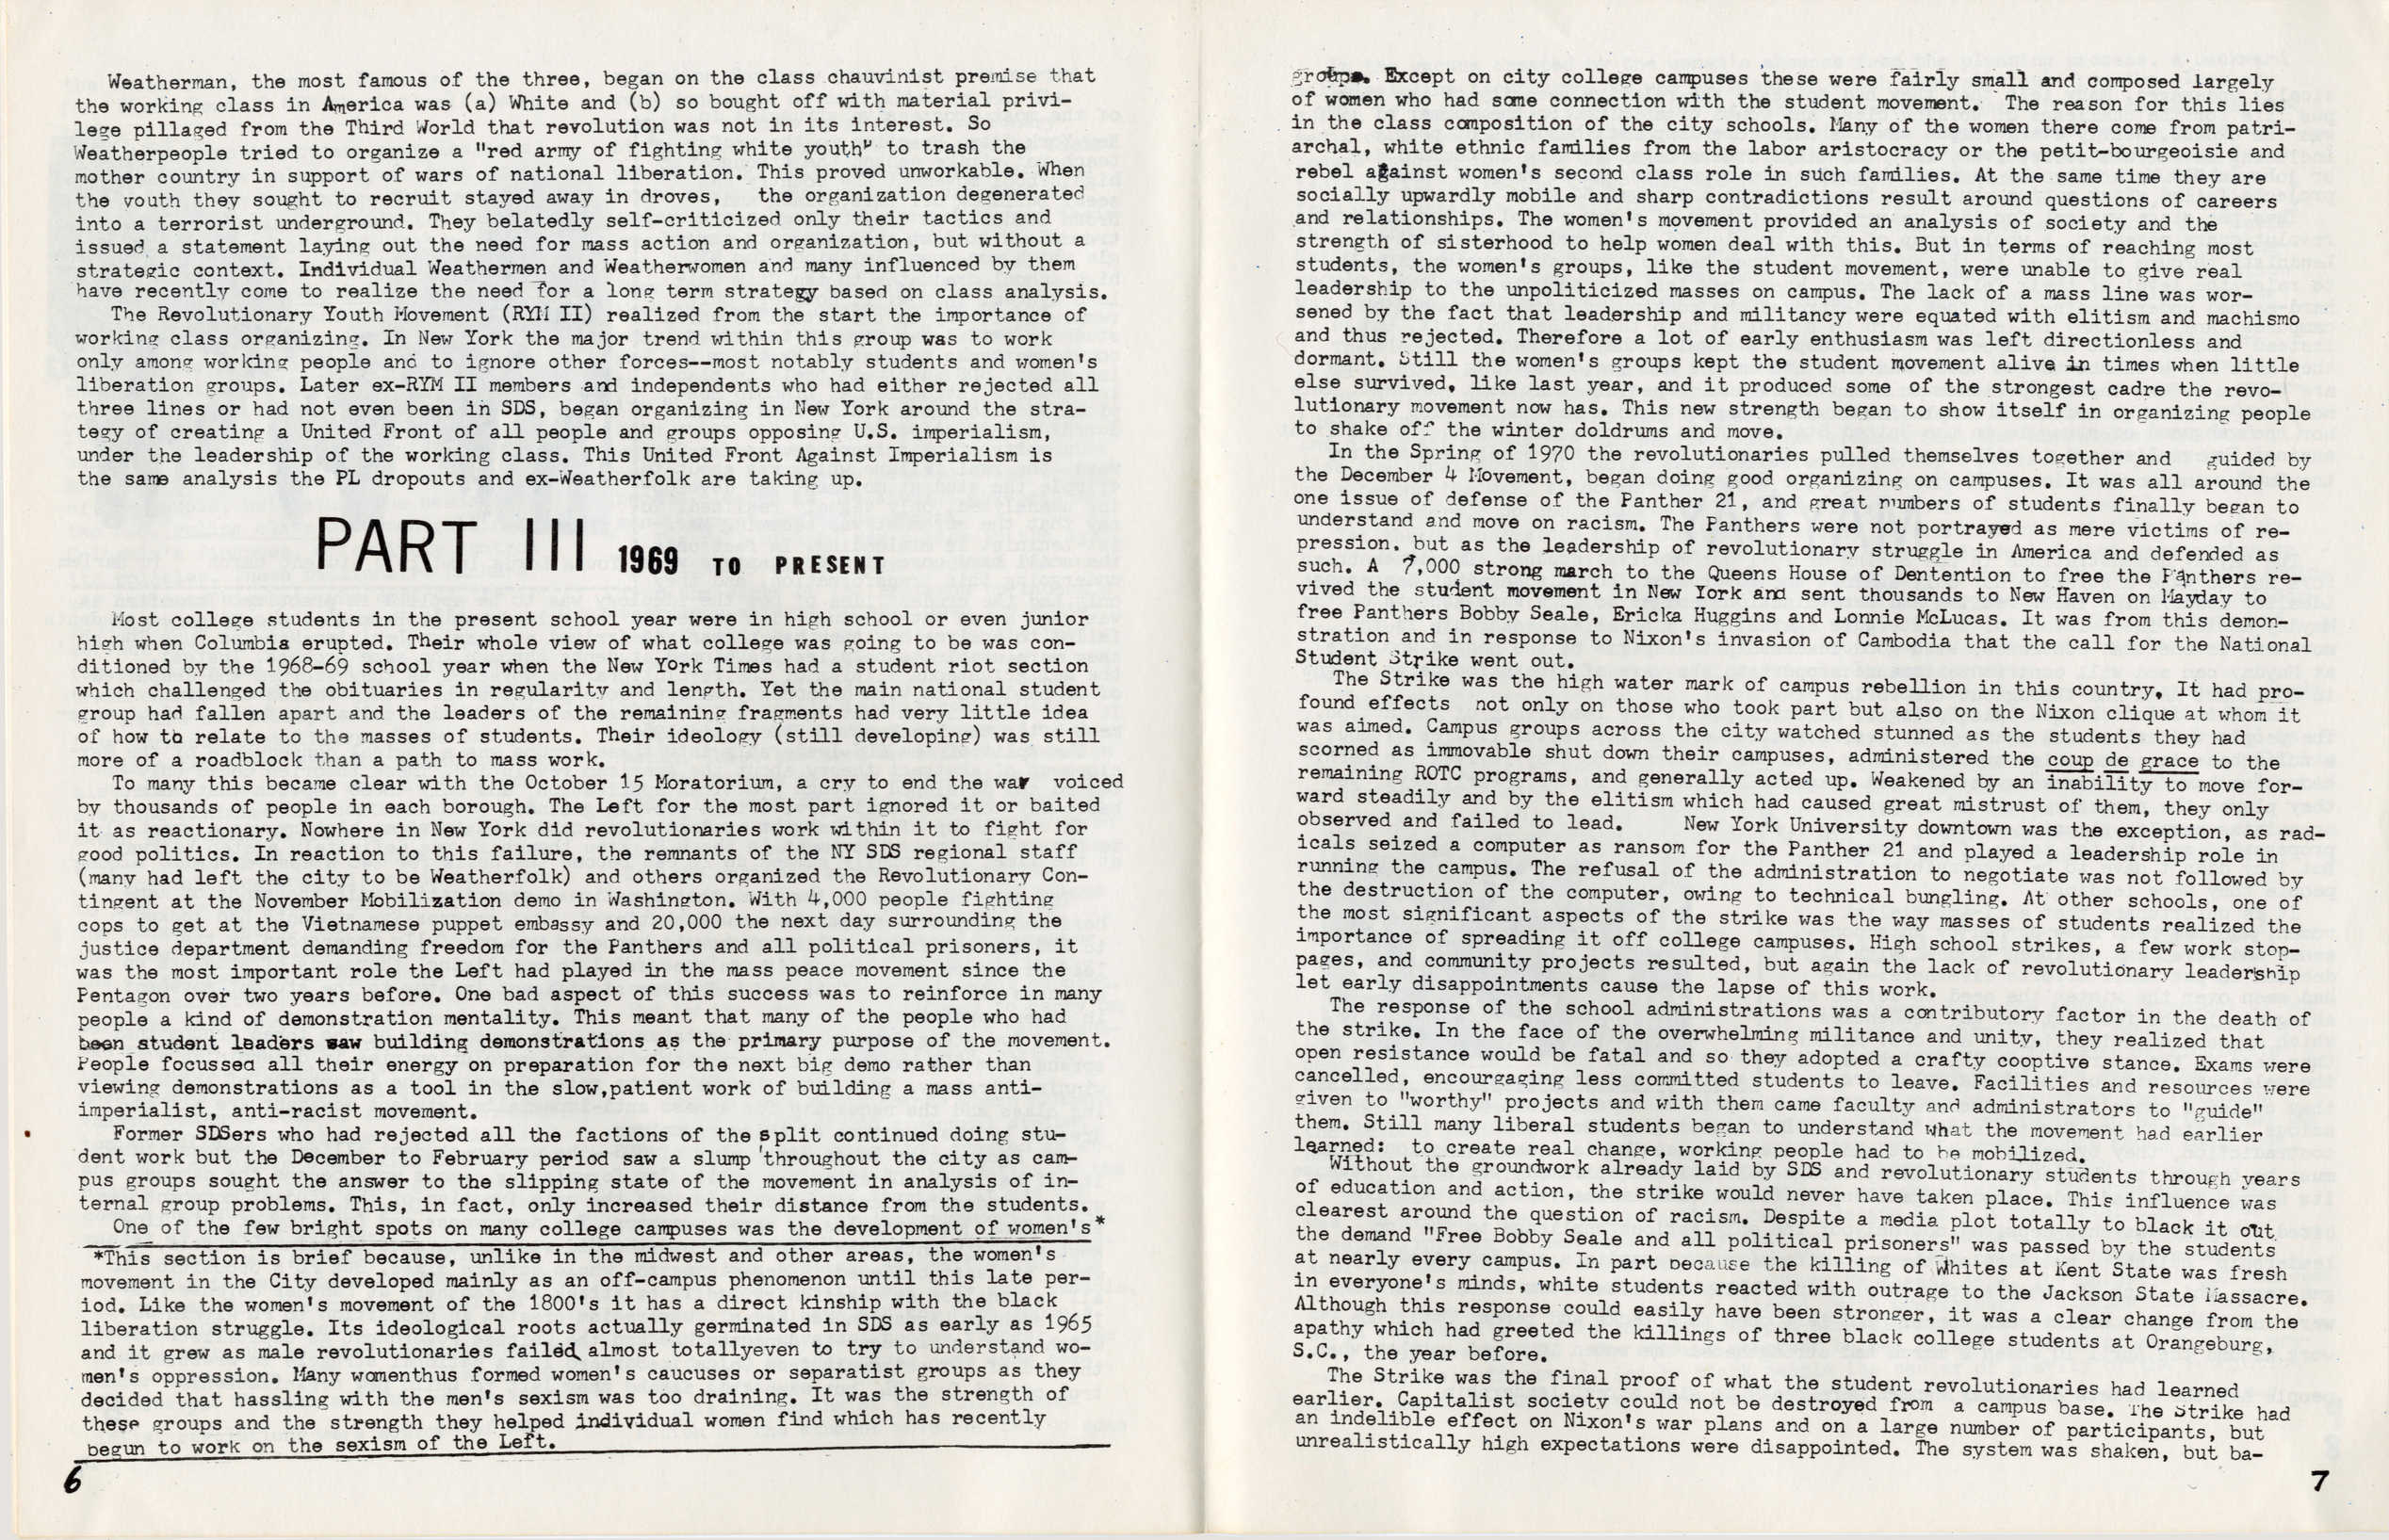 Weatherman, the most famous of the three, began on the class chauvinist premise that
the working class in America was (a) White and (b) so bought off with material privi-
lege pillaged from the Third World that revolution was not in its interest. So
Weatherpeople tried to organize a "red army of fighting white youth" to trash the
mother country in support of wars of national liberation. This proved unworkable. When
the youth they sought to recruit stayed away in droves, the organization degenerated
into a terrorist underground. They belatedly self-criticized only their tactics and
issued a statement laying out the need for mass action and organization, but without a
strategic context. Individual Weathermen and Weatherwomen and many influenced by them
have recently come to realize the need for a long term strategy based on class analysis.
The Revolutionary Youth Movement (RYM II) realized from the start the importance of
working class organizing. In New York the major trend within this group was to work
only among working people and to ignore other forces--most notably students and women's
liberation groups. Later ex-RYM II members and independents who had either rejected all
three lines or had not even been in SDS, began organizing in New York around the stra-
tegy of creating a United Front of all people and groups opposing U.S. imperialism,
under the leadership of the working class. This United Front Against Imperialism is
the same analysis the PL dropouts and ex-Weatherfolk are taking up.
PART III 1969 TO PRESENT
Most college students in the present school year were in high school or even junior
high when Columbia erupted. Their whole view of what college was going to be was con-
ditioned by the 1968-69 school year when the New York Times had a student riot section
which challenged the obituaries in regularity and length. Yet the main national student
group had fallen apart and the leaders of the remaining fragments had very little idea
of how to relate to the masses of students. Their ideology (still developing) was still
more of a roadblock than a path to mass work.
To many this became clear with the October 15 Moratorium, a cry to end the war voiced
by thousands of people in each borough. The Left for the most part ignored it or baited
it as reactionary. Nowhere in New York did revolutionaries work within it to fight for
good politics. In reaction to this failure, the remnants of the NY SDS regional staff
(many had left the city to be Weatherfolk) and others organized the Revolutionary Con-
tingent at the November Mobilization demo in Washington. With 4,000 people fighting
cops to get at the Vietnamese puppet embassy and 20,000 the next day surrounding the
justice department demanding freedom for the Panthers and all political prisoners, it
was the most important role the Left had played in the mass peace movement since the
Pentagon over two years before. One bad aspect of this success was to reinforce in many
people a kind of demonstration mentality. This meant that many of the people who had
been student leaders saw building demonstrations as the primary purpose of the movement.
People focussed all their energy on preparation for the next big demo rather than
viewing demonstrations as a tool in the slow,patient work of building a mass anti-
imperialist, anti-racist movement.
Former SDSers who had rejected all the factions of the split continued doing stu-
dent work but the December to February period saw a slump throughout the city as cam-
pus groups sought the answer to the slipping state of the movement in analysis of in-
ternal group problems. This, in fact, only increased their distance from the students.
One of the few bright spots on many college campuses was the development of women's*
*This section is brief because, unlike in the midwest and other areas, the women's
movement in the City developed mainly as an off-campus phenomenon until this late per-
iod. Like the women's movement of the 1800's it has a direct kinship with the black
liberation struggle. Its ideological roots actually germinated in SDS as early as 1965
and it grew as male revolutionaries failed almost totallyeven to try to understand wo-
men's oppression. Many womenthus formed women's caucuses or separatist groups as they
decided that hassling with the men's sexism was too draining. It was the strength of
these groups and the strength they helped individual women find which has recently
begun to work on the sexism of the Left.
6
groups. Except on city college campuses these were fairly small and composed largely
of women who had some connection with the student movement. The reason for this lies
in the class composition of the city schools. Many of the women there come from patri-
archal, white ethnic families from the labor aristocracy or the petit-bourgeoisie and
rebel against women's second class role in such families. At the same time they are
socially upwardly mobile and sharp contradictions result around questions of careers
and relationships. The women's movement provided an analysis of society and the
strength of sisterhood to help women deal with this. But in terms of reaching most
students, the women's groups, like the student movement, were unable to give real
leadership to the unpoliticized masses on campus. The lack of a mass line was wor-
sened by the fact that leadership and militancy were equated with elitism and machismo
and thus rejected. Therefore a lot of early enthusiasm was left directionless and
dormant. Still the women's groups kept the student movement alive in times when little
else survived, like last year, and it produced some of the strongest cadre the revo-
lutionary movement now has. This new strength began to show itself in organizing people
to shake off the winter doldrums and move.
In the Spring of 1970 the revolutionaries pulled themselves together and guided by
the December 4 Movement, began doing good organizing on campuses. It was all around the
one issue of defense of the Panther 21, and great numbers of students finally began to
understand and move on racism. The Panthers were not portrayed as mere victims of re-
pression, but as the leadership of revolutionary struggle in America and defended as
such. A 7,000 strong march to the Queens House of Dentention to free the Panthers re-
vived the student movement in New York and sent thousands to New Haven on Mayday to
free Panthers Bobby Seale, Ericka Huggins and Lonnie McLucas. It was from this demon-
stration and in response to Nixon's invasion of Cambodia that the call for the National
Student Strike went out.
The Strike was the high water mark of campus rebellion in this country. It had pro-
found effects not only on those who took part but also on the Nixon clique at whom it
was aimed. Campus groups across the city watched stunned as the students they had
scorned as immovable shut down their campuses, administered the coup de grace to the
remaining ROTC programs, and generally acted up. Weakened by an inability to move for-
ward steadily and by the elitism which had caused great mistrust of them, they only
observed and failed to lead. New York University downtown was the exception, as rad-
icals seized a computer as ransom for the Panther 21 and played a leadership role in
running the campus. The refusal of the administration to negotiate was not followed by
the destruction of the computer, owing to technical bungling. At other schools, one of
the most significant aspects of the strike was the way masses of students realized the
importance of spreading it off college campuses. High school strikes, a few work stop-
pages, and community projects resulted, but again the lack of revolutionary leadership
let early disappointments cause the lapse of this work.
The response of the school administrations was a contributory factor in the death of
the strike. In the face of the overwhelming militance and unity, they realized that
open resistance would be fatal and so they adopted a crafty cooptive stance. Exams were
cancelled, encourgaging less committed students to leave. Facilities and resources were
given to "worthy" projects and with them came faculty and administrators to "guide"
them. Still many liberal students began to understand what the movement had earlier
learned: to create real change, working people had to be mobilized.
Without the groundwork already laid by SDS and revolutionary students through years
of education and action, the strike would never have taken place. This influence was
clearest around the question of racism. Despite a media plot totally to black it out
the demand "Free Bobby Seale and all political prisoners" was passed by the students
at nearly every campus. In part because the killing of Whites at Kent State was fresh
in everyone's minds, white students reacted with outrage to the Jackson State Massacre.
Although this response could easily have been stronger, it was a clear change from the
apathy which had greeted the killings of three black college students at Orangeburg,
S.C., the year before.
The Strike was the final proof of what the student revolutionaries had learned
earlier. Capitalist society could not be destroyed from a campus base. The Strike had
an indelible effect on Nixon's war plans and on a large number of participants, but
unrealistically high expectations were disappointed. The system was shaken, but ba-
7